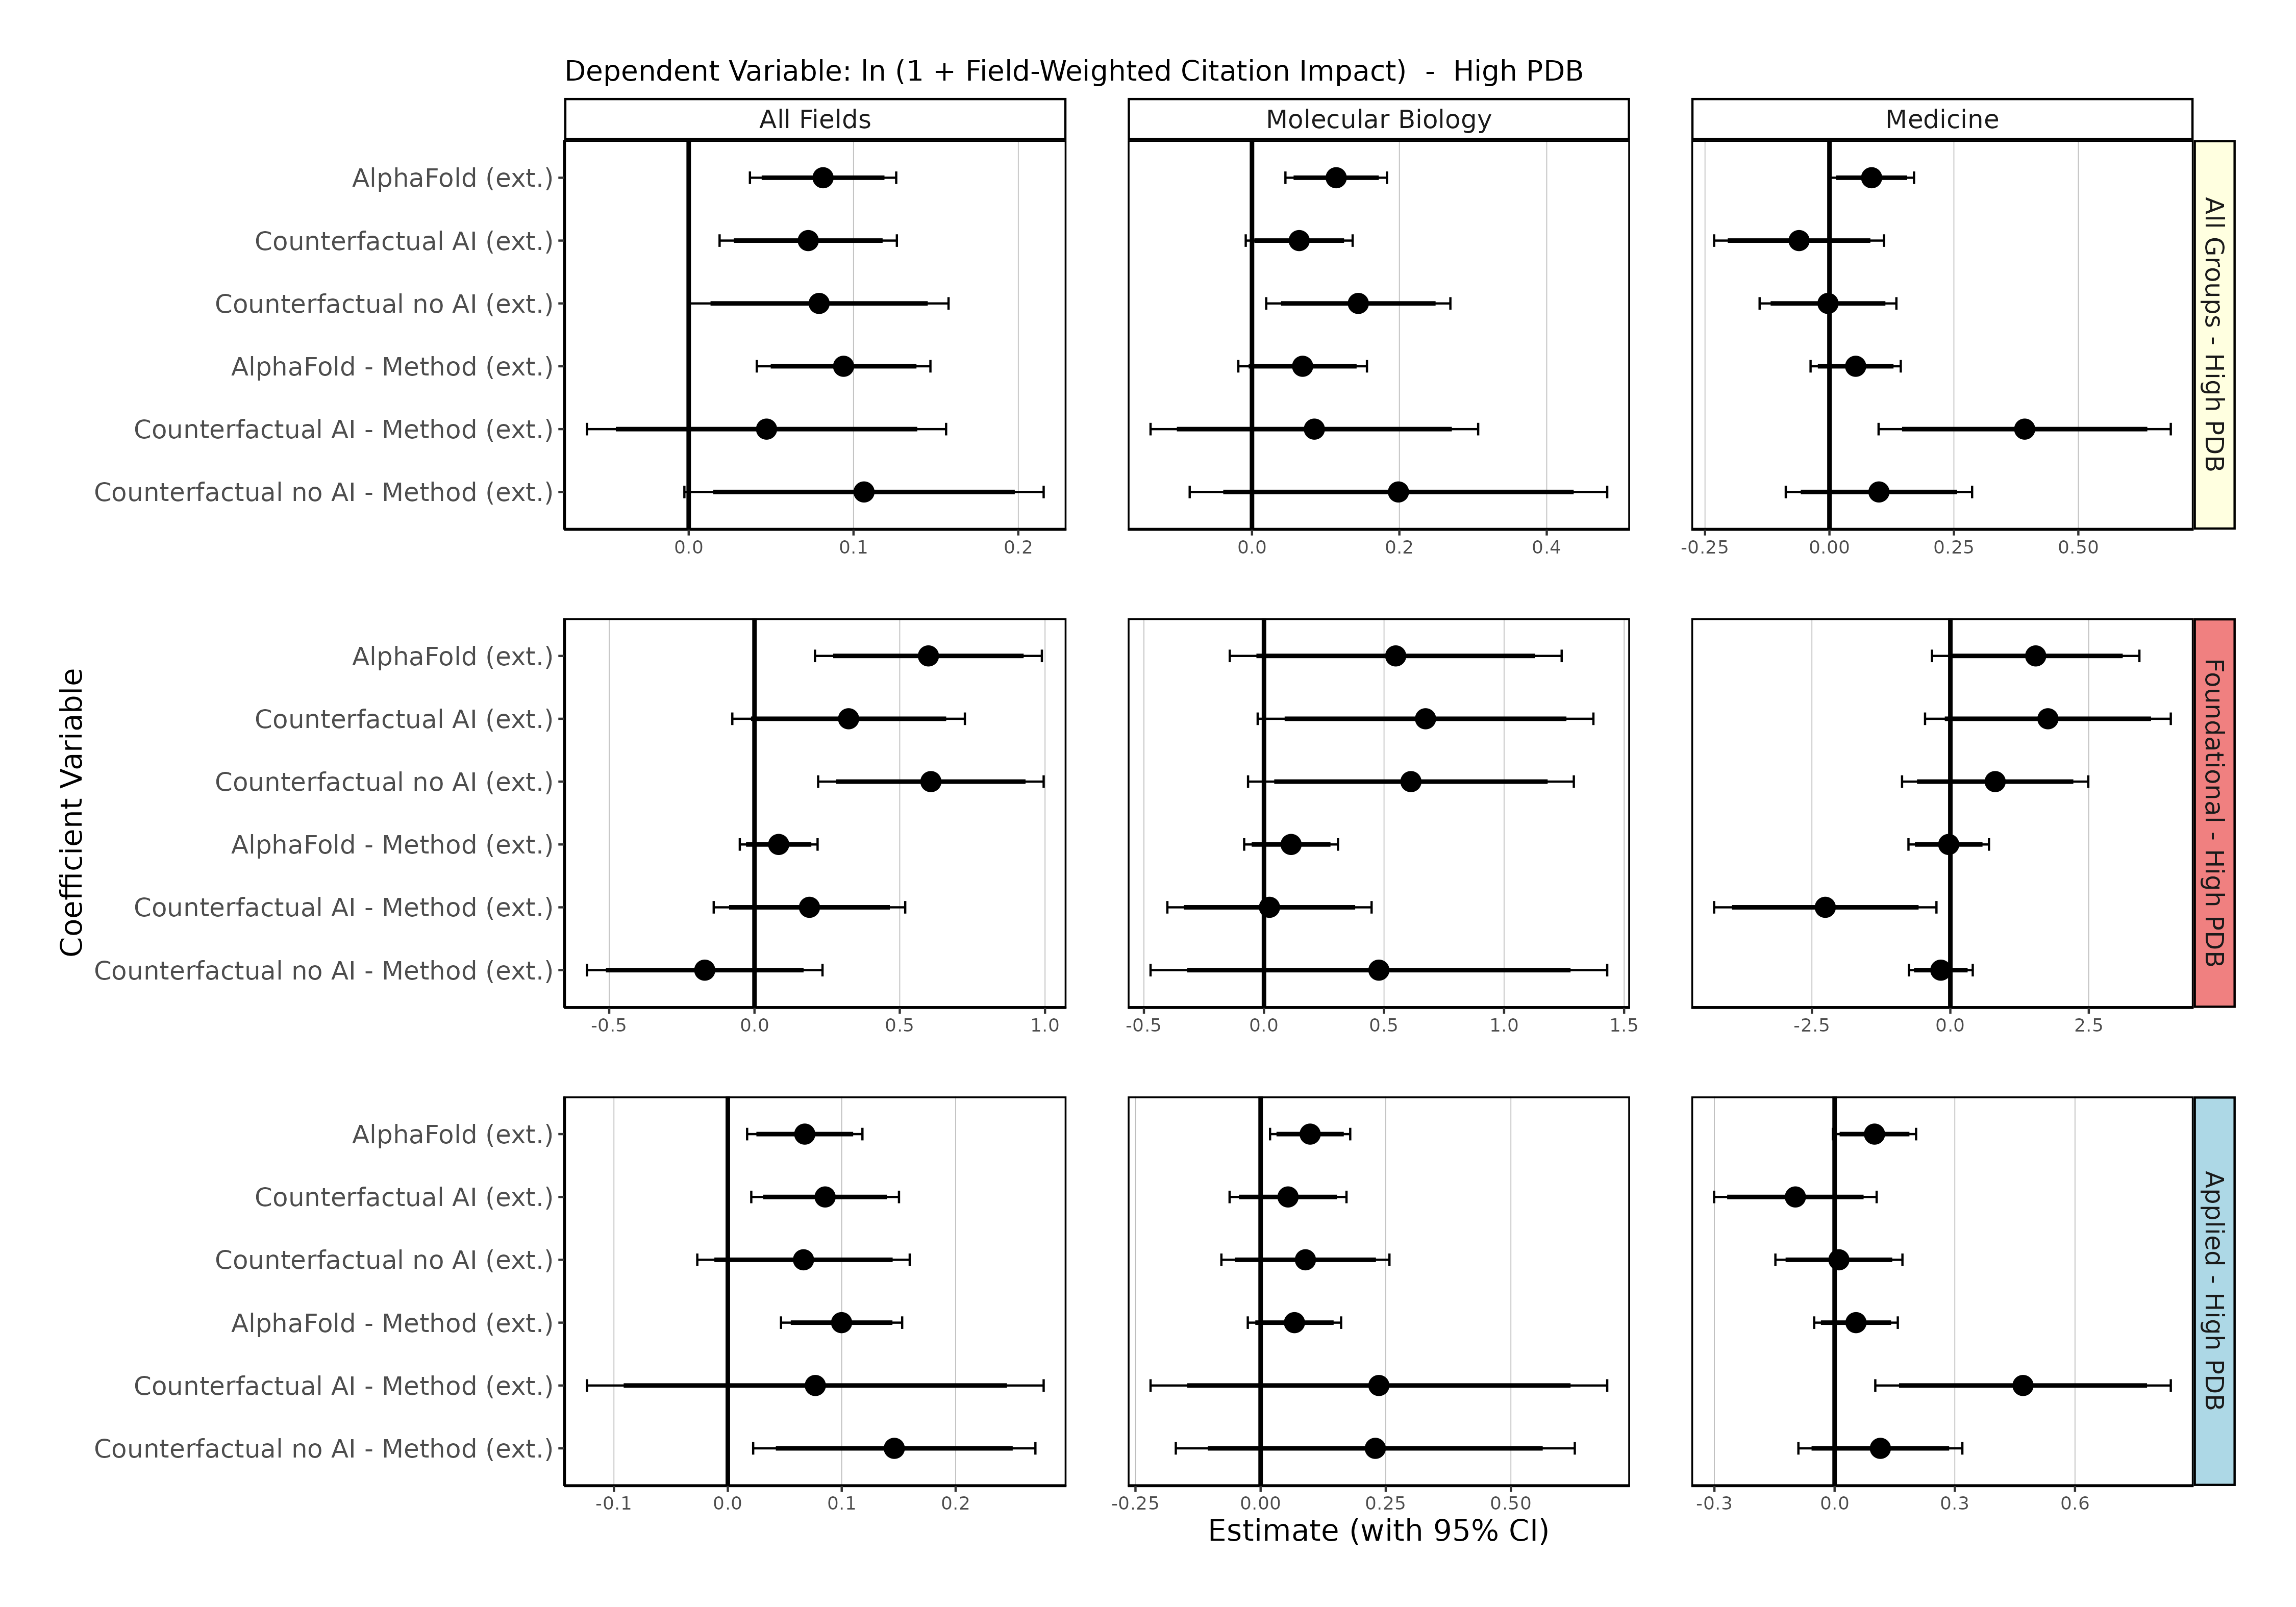 Dependent Variable: ln (1 + Field-Weighted Citation Impact)  -  High PDB
All Fields
Molecular Biology
Medicine
AlphaFold (ext.)
Counterfactual AI (ext.)
Counterfactual no AI (ext.)
AlphaFold - Method (ext.)
Counterfactual AI - Method (ext.)
Counterfactual no AI - Method (ext.)
All Groups - High PDB
0.0 0.1 0.2
0.0 0.2 0.4
-0.25 0.00 0.25 0.50
Coefficient Variable
AlphaFold (ext.)
Counterfactual AI (ext.)
Counterfactual no AI (ext.)
AlphaFold - Method (ext.)
Counterfactual AI - Method (ext.)
Counterfactual no AI - Method (ext.)
Foundational - High PDB
-0.5 0.0 0.5 1.0
-0.5 0.0 0.5 1.0 1.5
-2.5 0.0 2.5
AlphaFold (ext.)
Counterfactual AI (ext.)
Counterfactual no AI (ext.)
AlphaFold - Method (ext.)
Counterfactual AI - Method (ext.)
Counterfactual no AI - Method (ext.)
Applied - High PDB
-0.1 0.0 0.1 0.2
-0.25 0.00 0.25 0.50
-0.3 0.0 0.3 0.6
Estimate (with 95% CI)